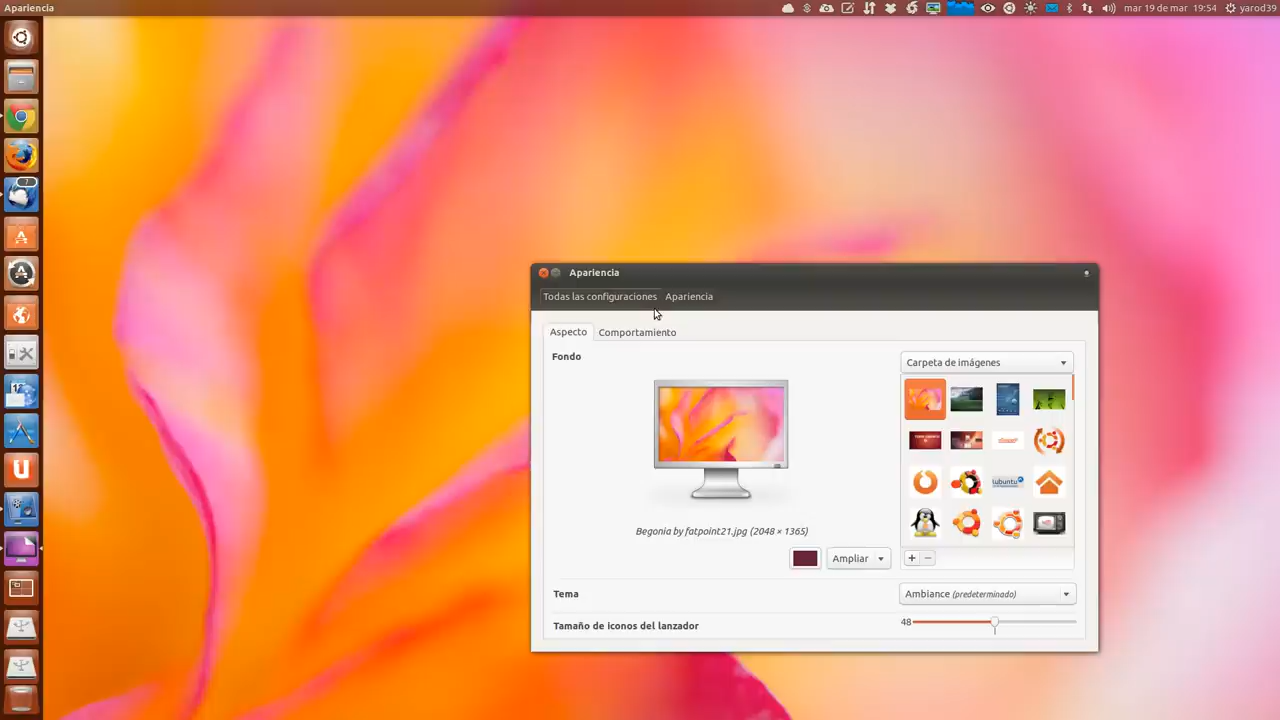 Apariencia
mar 19 de mar 19:54 yarod39
Apariencia
Todas las configuraciones Apariencia
Aspecto Comportamiento
Fondo
Carpeta de imágenes
ubuntu
Begonia by fatpoint21.jpg (2048 × 1365)
Ampliar
Tema
Ambiance (predeterminado)
Tamaño de iconos del lanzador
48